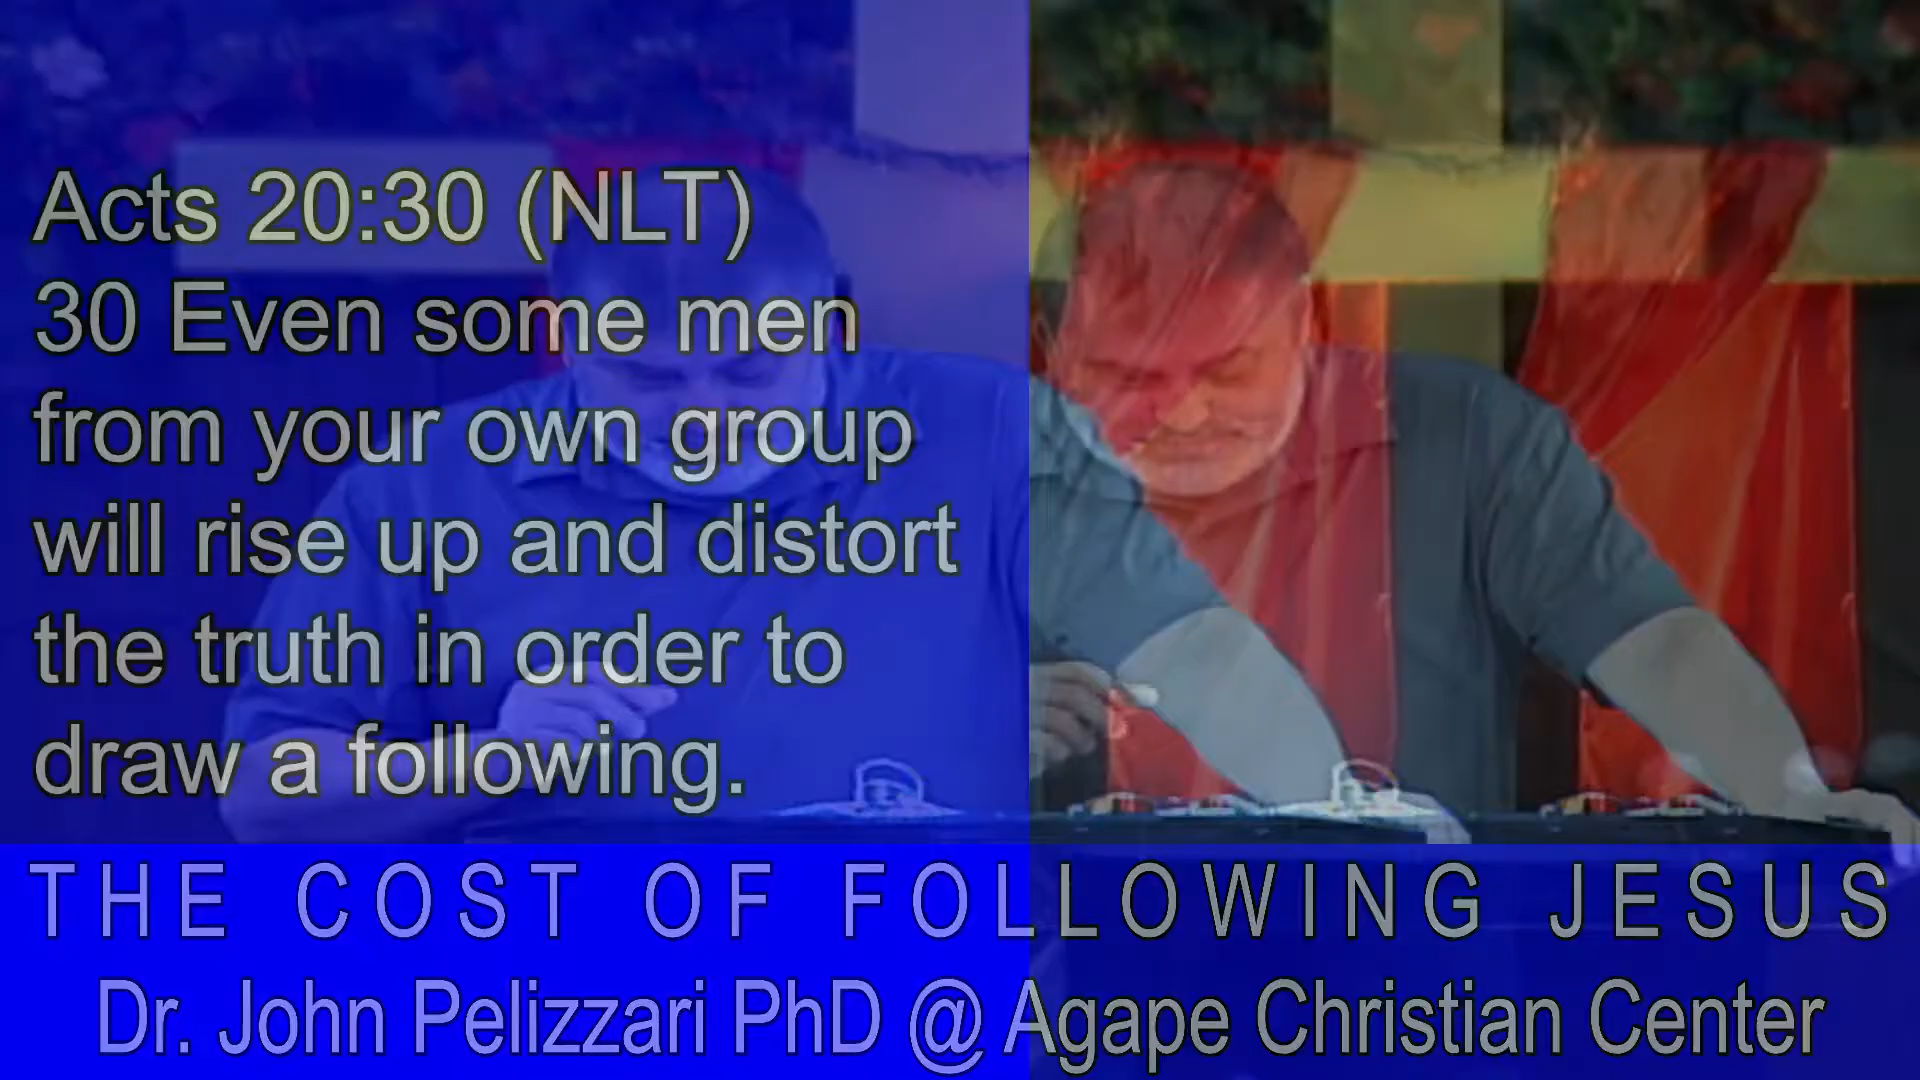 Acts 20:30 (NLT)
30 Even some men
from your own group
will rise up and distort
the truth in order to
draw a following.
THE COST OF FOLLOWING JESUS
Dr. John Pelizzari PhD @ Agape Christian Center